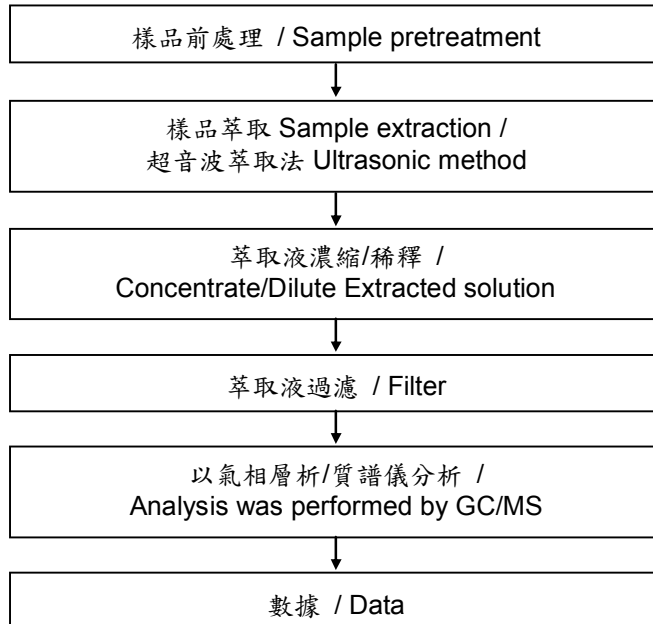 樣品前處理 / Sample pretreatment
樣品萃取 Sample extraction /
超音波萃取法 Ultrasonic method
萃取液濃縮/稀釋 /
Concentrate/Dilute Extracted solution
萃取液過濾 / Filter
以氣相層析/質譜儀分析 /
Analysis was performed by GC/MS
數據 / Data